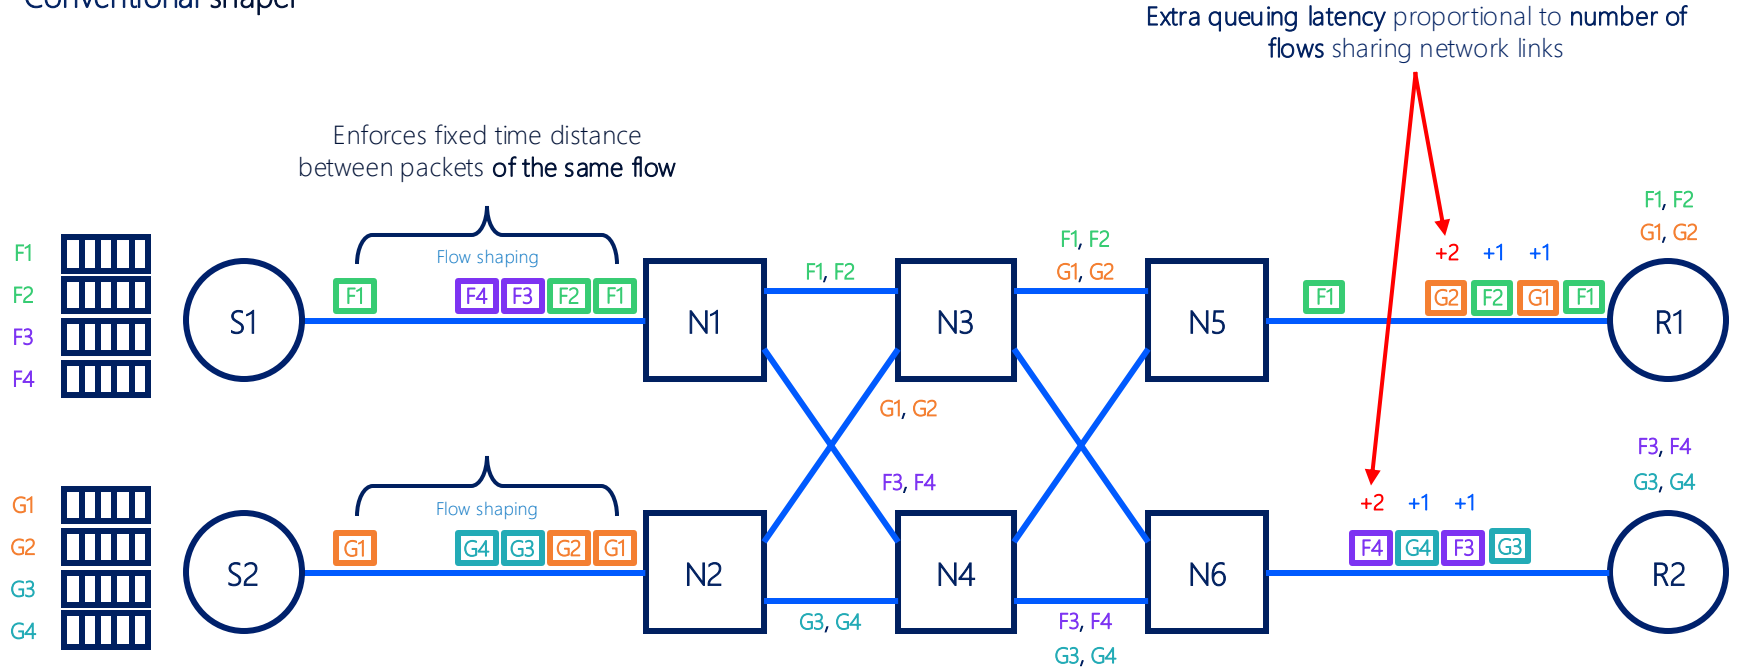 Conventional shaper
Extra queuing latency proportional to number of
flows sharing network links
Enforces fixed time distance
between packets of the same flow
F1, F2
G1, G2
F1
F2
F3
F4
S1
Flow shaping
F1
F4
F3
F2
F1
N1
F1, F2
N3
F1, F2
G1, G2
N5
F1
+2 +1 +1
G2
F2
G1
F1
R1
G1, G2
F3, F4
F3, F4
G3, G4
G1
G2
G3
G4
S2
Flow shaping
G1
G4
G3
G2
G1
N2
G3, G4
N4
F3, F4
G3, G4
N6
+2 +1 +1
F4
G4
F3
G3
R2